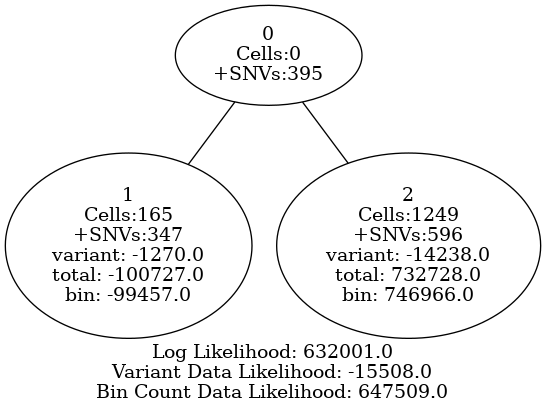 0
Cells:0
+SNVs:395
1
Cells:165
+SNVs:347
variant: -1270.0
total: -100727.0
bin: -99457.0
2
Cells:1249
+SNVs:596
variant: -14238.0
total: 732728.0
bin: 746966.0
Log Likelihood: 632001.0
Variant Data Likelihood: -15508.0
Bin Count Data Likelihood: 647509.0